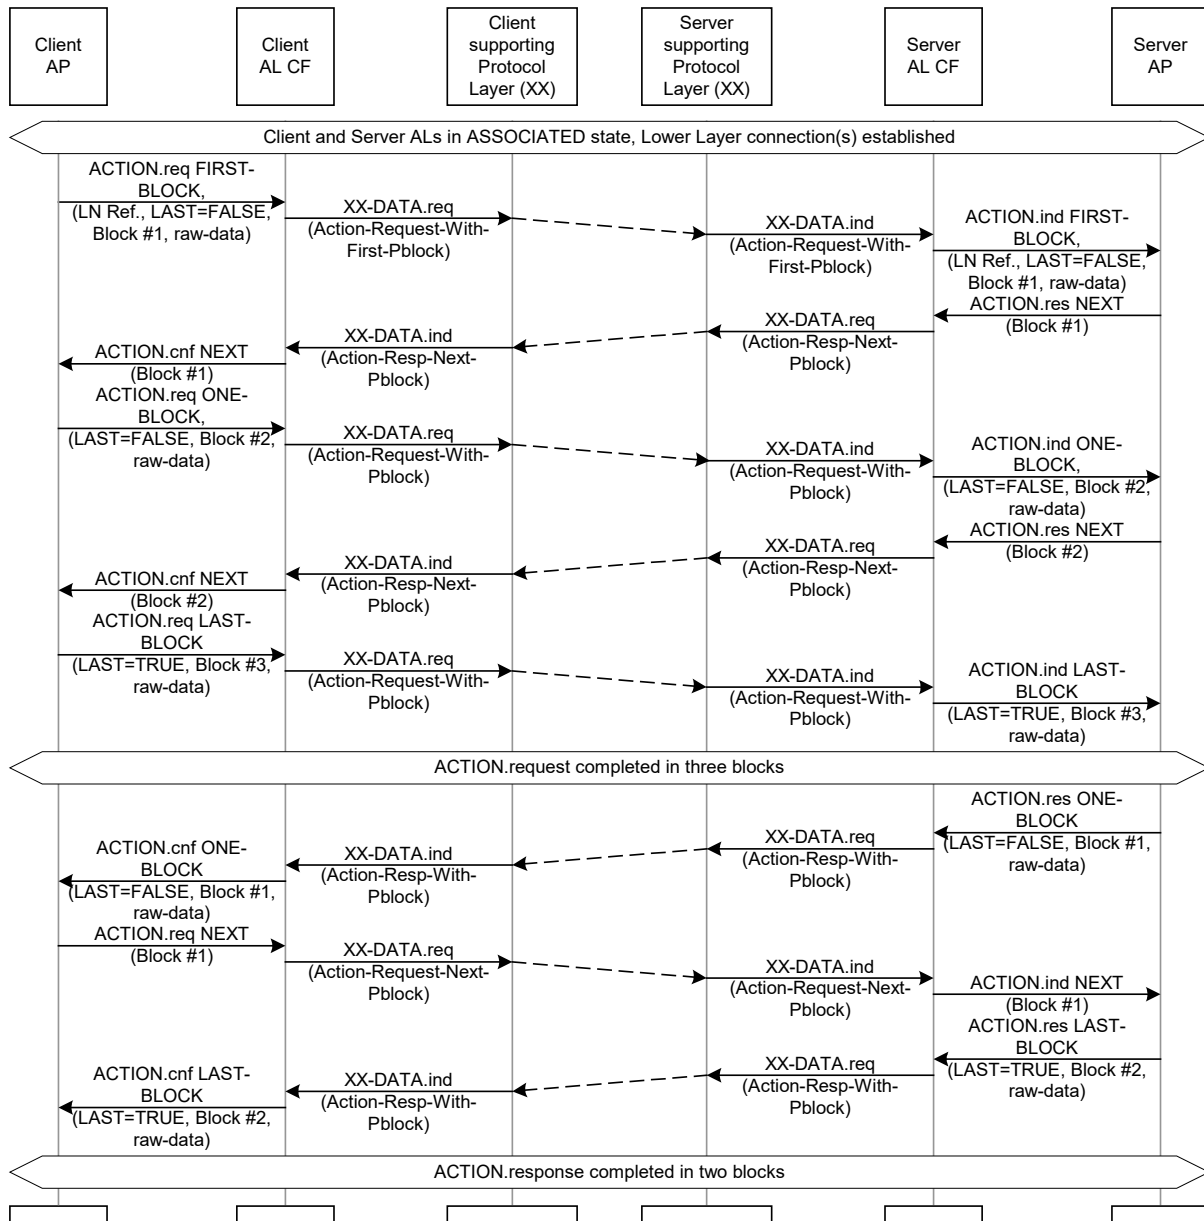 Client
AP
Client
AL CF
Client
supporting
Protocol
Layer (XX)
Server
supporting
Protocol
Layer (XX)
Server
AL CF
Server
AP
Client and Server ALs in ASSOCIATED state, Lower Layer connection(s) established
ACTION.req FIRST-
BLOCK,
(LN Ref., LAST=FALSE,
Block #1, raw-data)
XX-DATA.req
(Action-Request-With-
First-Pblock)
XX-DATA.ind
(Action-Request-With-
First-Pblock)
ACTION.ind FIRST-
BLOCK,
(LN Ref., LAST=FALSE,
Block #1, raw-data)
ACTION.res NEXT
(Block #1)
XX-DATA.req
(Action-Resp-Next-
Pblock)
XX-DATA.ind
(Action-Resp-Next-
Pblock)
ACTION.cnf NEXT
(Block #1)
ACTION.req ONE-
BLOCK,
(LAST=FALSE, Block #2,
raw-data)
XX-DATA.req
(Action-Request-With-
Pblock)
XX-DATA.ind
(Action-Request-With-
Pblock)
ACTION.ind ONE-
BLOCK,
(LAST=FALSE, Block #2,
raw-data)
ACTION.res NEXT
(Block #2)
XX-DATA.req
(Action-Resp-Next-
Pblock)
XX-DATA.ind
(Action-Resp-Next-
Pblock)
ACTION.cnf NEXT
(Block #2)
ACTION.req LAST-
BLOCK
(LAST=TRUE, Block #3,
raw-data)
XX-DATA.req
(Action-Request-With-
Pblock)
XX-DATA.ind
(Action-Request-With-
Pblock)
ACTION.ind LAST-
BLOCK
(LAST=TRUE, Block #3,
raw-data)
ACTION.request completed in three blocks
ACTION.res ONE-
BLOCK
(LAST=FALSE, Block #1,
raw-data)
XX-DATA.req
(Action-Resp-With-
Pblock)
XX-DATA.ind
(Action-Resp-With-
Pblock)
ACTION.cnf ONE-
BLOCK
(LAST=FALSE, Block #1,
raw-data)
ACTION.req NEXT
(Block #1)
XX-DATA.req
(Action-Request-Next-
Pblock)
XX-DATA.ind
(Action-Request-Next-
Pblock)
ACTION.ind NEXT
(Block #1)
ACTION.res LAST-
BLOCK
(LAST=TRUE, Block #2,
raw-data)
XX-DATA.req
(Action-Resp-With-
Pblock)
XX-DATA.ind
(Action-Resp-With-
Pblock)
ACTION.cnf LAST-
BLOCK
(LAST=TRUE, Block #2,
raw-data)
ACTION.response completed in two blocks